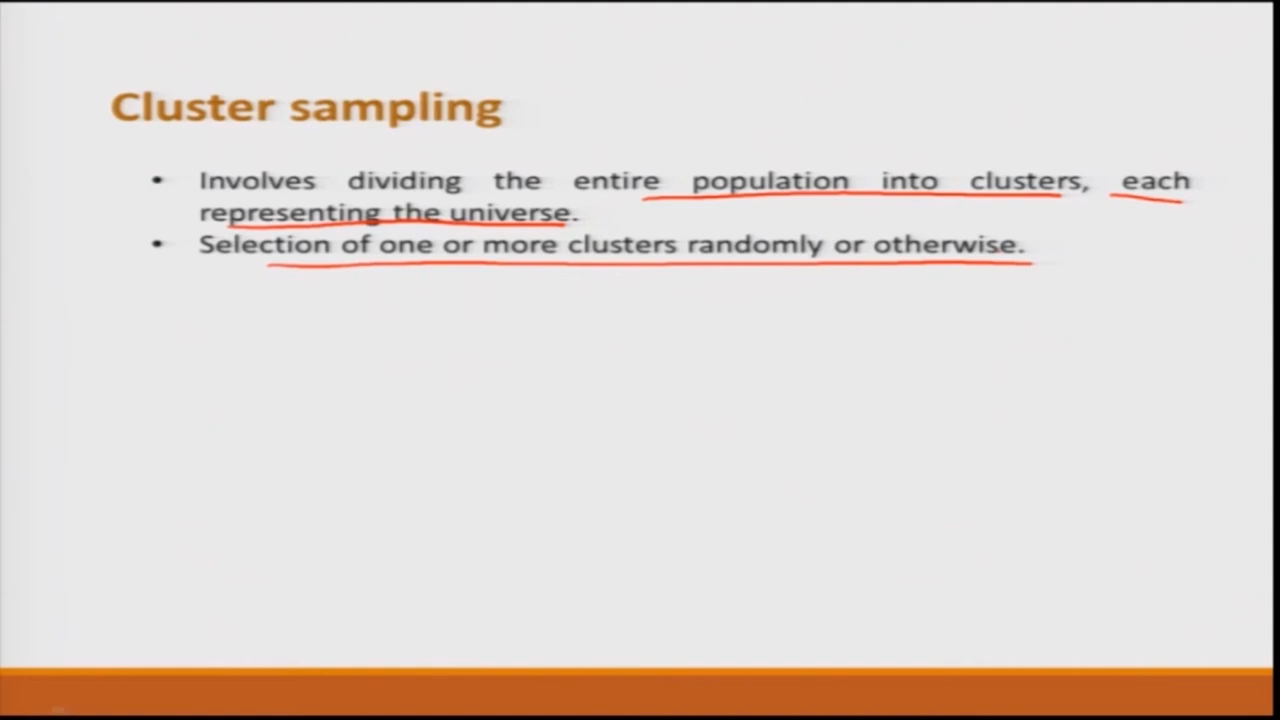 Cluster sampling
• Involves dividing the entire population into clusters, each
representing the universe.
• Selection of one or more clusters randomly or otherwise.